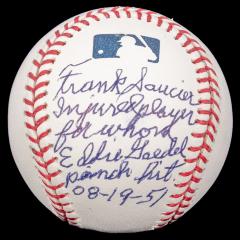 Frank Saucier
Injured player
for whom
Eddie Gaedel
pinch hit.
08-19-51